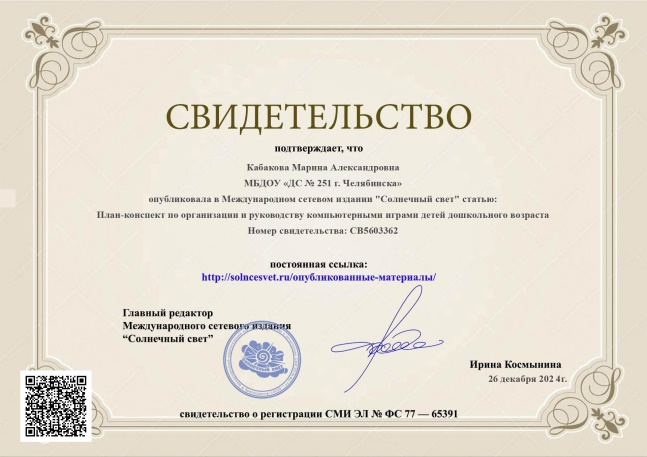 СВИДЕТЕЛЬСТВО
подтверждает, что
Кабакова Марина Александровна
МБДОУ «ДС № 251 г. Челябинска»
опубликовала в Международном сетевом издании "Солнечный свет" статью:
План-конспект по организации и руководству компьютерными играми детей дошкольного возраста
Номер свидетельства: СВ5603362
постоянная ссылка:
http://solncesvet.ru/опубликованные-материалы/
Главный редактор
Международного сетевого издания
“Солнечный свет”
Ирина Космынина
26 декабря 2024г.
свидетельство о регистрации СМИ ЭЛ № ФС 77 — 65391